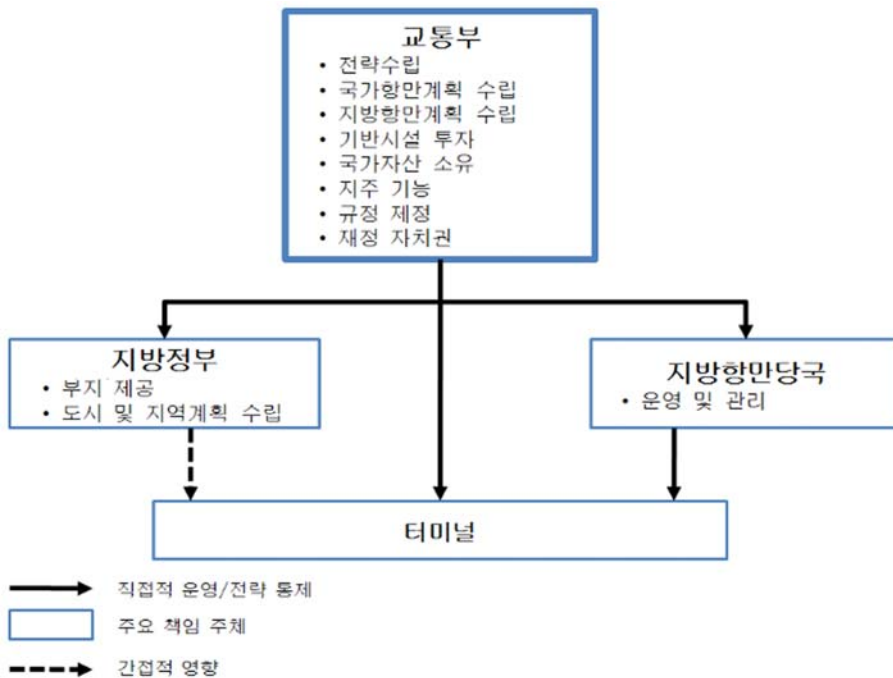 교통부
• 전략수립
• 국가항만계획 수립
• 지방항만계획 수립
• 기반시설 투자
• 국가자산 소유
• 지주 기능
• 규정 제정
• 재정 자치권
지방정부
• 부지 제공
• 도시 및 지역계획 수립
지방항만당국
• 운영 및 관리
터미널
직접적 운영/전략 통제
주요 책임 주체
간접적 영향